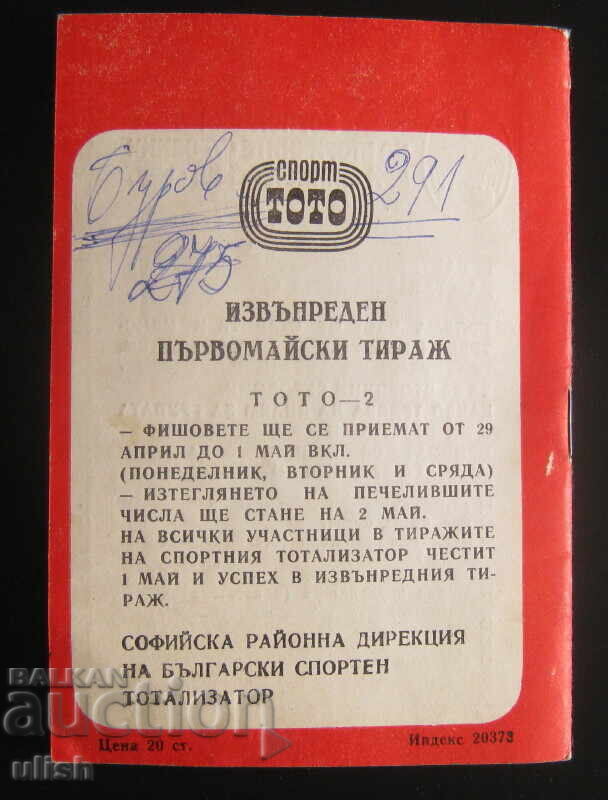 Буров
спорт
ТОТО
291
275
ИЗВЪНРЕДЕН
ПЪРВОМАЙСКИ ТИРАЖ
ТОТО—2
— ФИШОВЕТЕ ЩЕ СЕ ПРИЕМАТ ОТ 29
АПРИЛ ДО 1 МАЙ ВКЛ.
(ПОНЕДЕЛНИК, ВТОРНИК И СРЯДА)
— ИЗТЕГЛЯНЕТО НА ПЕЧЕЛИВШИТЕ
ЧИСЛА ЩЕ СТАНЕ НА 2 МАЙ.
НА ВСИЧКИ УЧАСТНИЦИ В ТИРАЖИТЕ
НА СПОРТНИЯ ТОТАЛИЗАТОР ЧЕСТИТ
1 МАЙ И УСПЕХ В ИЗВЪНРЕДНИЯ ТИ-
РАЖ.
СОФИЙСКА РАЙОННА ДИРЕКЦИЯ
НА БЪЛГАРСКИ СПОРТЕН
ТОТАЛИЗАТОР
Цена 20 ст.
Индекс 20373
BALKAN
auction
ulish